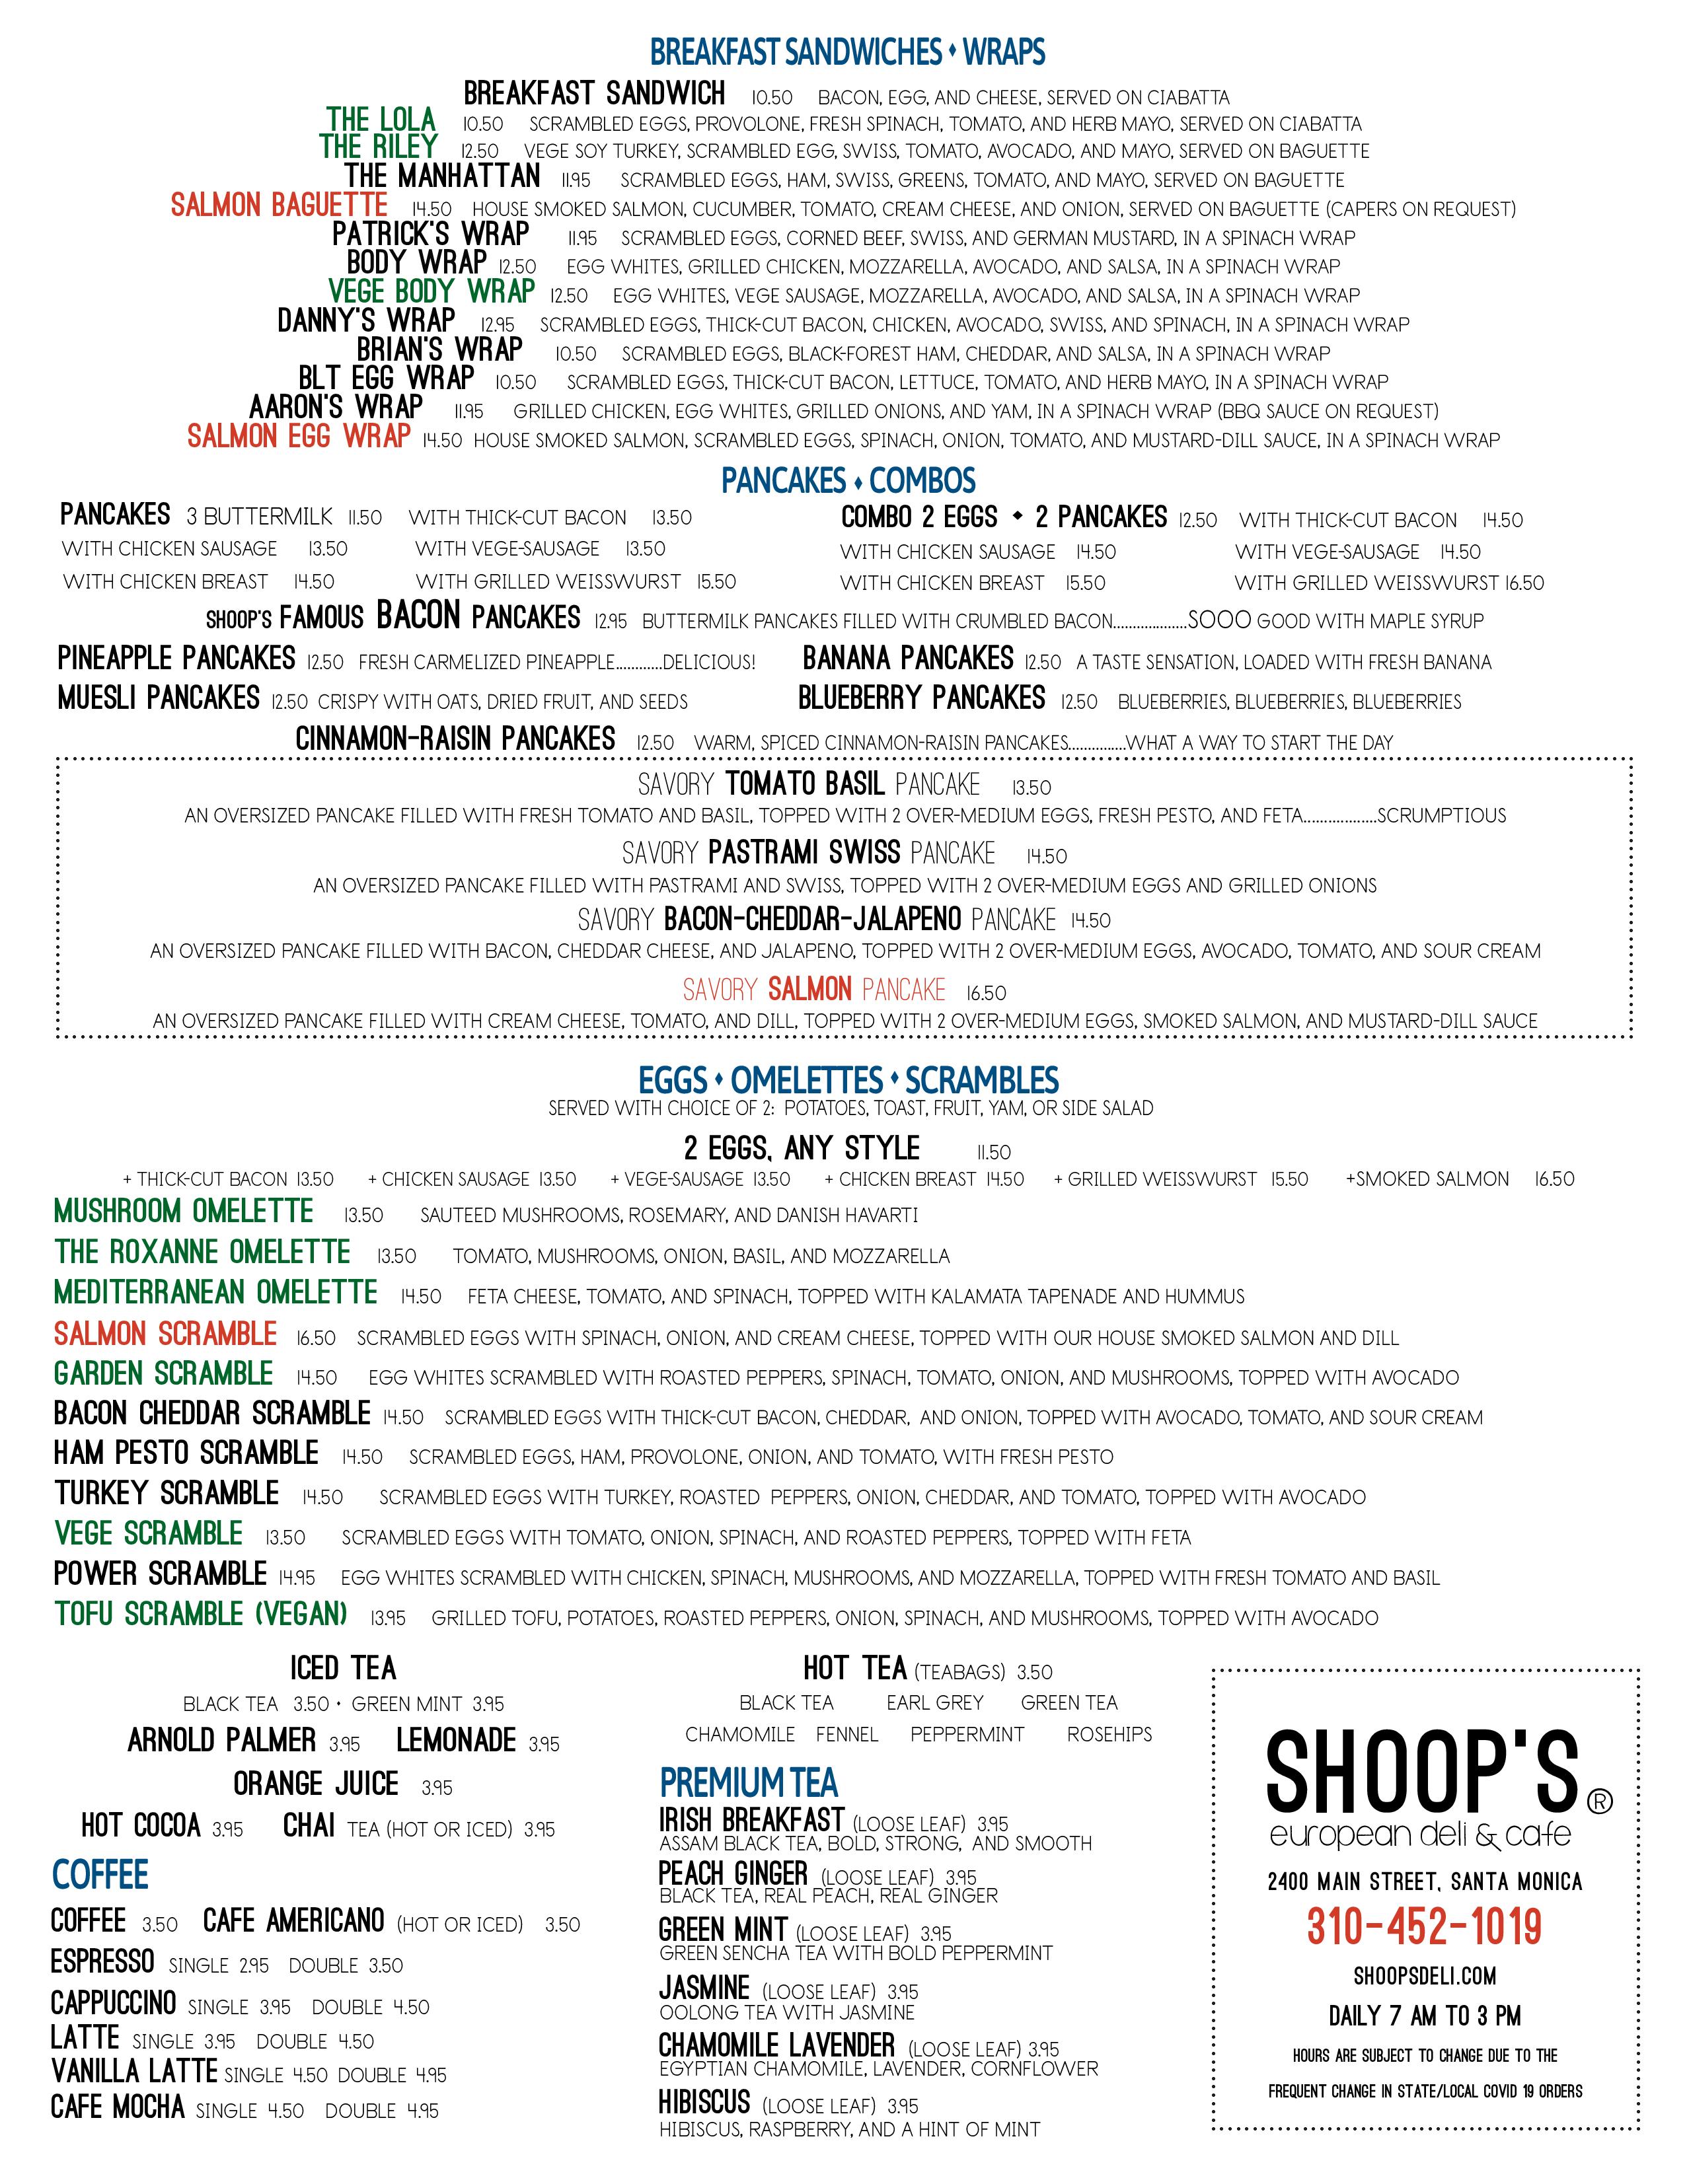 BREAKFAST SANDWICHES ♦ WRAPS
BREAKFAST SANDWICH 10.50 BACON, EGG, AND CHEESE, SERVED ON CIABATTA
THE LOLA 10.50 SCRAMBLED EGGS, PROVOLONE, FRESH SPINACH, TOMATO, AND HERB MAYO, SERVED ON CIABATTA
THE RILEY 12.50 VEGE SOY TURKEY, SCRAMBLED EGG, SWISS, TOMATO, AVOCADO, AND MAYO, SERVED ON BAGUETTE
THE MANHATTAN 11.95 SCRAMBLED EGGS, HAM, SWISS, GREENS, TOMATO, AND MAYO, SERVED ON BAGUETTE
SALMON BAGUETTE 14.50 HOUSE SMOKED SALMON, CUCUMBER, TOMATO, CREAM CHEESE, AND ONION, SERVED ON BAGUETTE (CAPERS ON REQUEST)
PATRICK'S WRAP 11.95 SCRAMBLED EGGS, CORNED BEEF, SWISS, AND GERMAN MUSTARD, IN A SPINACH WRAP
BODY WRAP 12.50 EGG WHITES, GRILLED CHICKEN, MOZZARELLA, AVOCADO, AND SALSA, IN A SPINACH WRAP
VEGE BODY WRAP 12.50 EGG WHITES, VEGE SAUSAGE, MOZZARELLA, AVOCADO, AND SALSA, IN A SPINACH WRAP
DANNY'S WRAP 12.95 SCRAMBLED EGGS, THICK-CUT BACON, CHICKEN, AVOCADO, SWISS, AND SPINACH, IN A SPINACH WRAP
BRIAN'S WRAP 10.50 SCRAMBLED EGGS, BLACK-FOREST HAM, CHEDDAR, AND SALSA, IN A SPINACH WRAP
BLT EGG WRAP 10.50 SCRAMBLED EGGS, THICK-CUT BACON, LETTUCE, TOMATO, AND HERB MAYO, IN A SPINACH WRAP
AARON'S WRAP 11.95 GRILLED CHICKEN, EGG WHITES, GRILLED ONIONS, AND YAM, IN A SPINACH WRAP (BBQ SAUCE ON REQUEST)
SALMON EGG WRAP 14.50 HOUSE SMOKED SALMON, SCRAMBLED EGGS, SPINACH, ONION, TOMATO, AND MUSTARD-DILL SAUCE, IN A SPINACH WRAP
PANCAKES ♦ COMBOS
PANCAKES 3 BUTTERMILK 11.50 WITH THICK-CUT BACON 13.50
WITH CHICKEN SAUSAGE 13.50 WITH VEGE-SAUSAGE 13.50
WITH CHICKEN BREAST 14.50 WITH GRILLED WEISSWURST 15.50
COMBO 2 EGGS ♦ 2 PANCAKES 12.50 WITH THICK-CUT BACON 14.50
WITH CHICKEN SAUSAGE 14.50 WITH VEGE-SAUSAGE 14.50
WITH CHICKEN BREAST 15.50 WITH GRILLED WEISSWURST 16.50
SHOOP'S FAMOUS BACON PANCAKES 12.95 BUTTERMILK PANCAKES FILLED WITH CRUMBLED BACON..................SOOO GOOD WITH MAPLE SYRUP
PINEAPPLE PANCAKES 12.50 FRESH CARMELIZED PINEAPPLE...........DELICIOUS! BANANA PANCAKES 12.50 A TASTE SENSATION, LOADED WITH FRESH BANANA
MUESLI PANCAKES 12.50 CRISPY WITH OATS, DRIED FRUIT, AND SEEDS BLUEBERRY PANCAKES 12.50 BLUEBERRIES, BLUEBERRIES, BLUEBERRIES
CINNAMON-RAISIN PANCAKES 12.50 WARM, SPICED CINNAMON-RAISIN PANCAKES..............WHAT A WAY TO START THE DAY
SAVORY TOMATO BASIL PANCAKE 13.50
AN OVERSIZED PANCAKE FILLED WITH FRESH TOMATO AND BASIL, TOPPED WITH 2 OVER-MEDIUM EGGS, FRESH PESTO, AND FETA..................SCRUMPTIOUS
SAVORY PASTRAMI SWISS PANCAKE 14.50
AN OVERSIZED PANCAKE FILLED WITH PASTRAMI AND SWISS, TOPPED WITH 2 OVER-MEDIUM EGGS AND GRILLED ONIONS
SAVORY BACON-CHEDDAR-JALAPENO PANCAKE 14.50
AN OVERSIZED PANCAKE FILLED WITH BACON, CHEDDAR CHEESE, AND JALAPENO, TOPPED WITH 2 OVER-MEDIUM EGGS, AVOCADO, TOMATO, AND SOUR CREAM
SAVORY SALMON PANCAKE 16.50
AN OVERSIZED PANCAKE FILLED WITH CREAM CHEESE, TOMATO, AND DILL, TOPPED WITH 2 OVER-MEDIUM EGGS, SMOKED SALMON, AND MUSTARD-DILL SAUCE
EGGS ♦ OMELETTES ♦ SCRAMBLES
SERVED WITH CHOICE OF 2: POTATOES, TOAST, FRUIT, YAM, OR SIDE SALAD
2 EGGS, ANY STYLE 11.50
+ THICK-CUT BACON 13.50 + CHICKEN SAUSAGE 13.50 + VEGE-SAUSAGE 13.50 + CHICKEN BREAST 14.50 + GRILLED WEISSWURST 15.50 +SMOKED SALMON 16.50
MUSHROOM OMELETTE 13.50 SAUTEED MUSHROOMS, ROSEMARY, AND DANISH HAVARTI
THE ROXANNE OMELETTE 13.50 TOMATO, MUSHROOMS, ONION, BASIL, AND MOZZARELLA
MEDITERRANEAN OMELETTE 14.50 FETA CHEESE, TOMATO, AND SPINACH, TOPPED WITH KALAMATA TAPENADE AND HUMMUS
SALMON SCRAMBLE 16.50 SCRAMBLED EGGS WITH SPINACH, ONION, AND CREAM CHEESE, TOPPED WITH OUR HOUSE SMOKED SALMON AND DILL
GARDEN SCRAMBLE 14.50 EGG WHITES SCRAMBLED WITH ROASTED PEPPERS, SPINACH, TOMATO, ONION, AND MUSHROOMS, TOPPED WITH AVOCADO
BACON CHEDDAR SCRAMBLE 14.50 SCRAMBLED EGGS WITH THICK-CUT BACON, CHEDDAR, AND ONION, TOPPED WITH AVOCADO, TOMATO, AND SOUR CREAM
HAM PESTO SCRAMBLE 14.50 SCRAMBLED EGGS, HAM, PROVOLONE, ONION, AND TOMATO, WITH FRESH PESTO
TURKEY SCRAMBLE 14.50 SCRAMBLED EGGS WITH TURKEY, ROASTED PEPPERS, ONION, CHEDDAR, AND TOMATO, TOPPED WITH AVOCADO
VEGE SCRAMBLE 13.50 SCRAMBLED EGGS WITH TOMATO, ONION, SPINACH, AND ROASTED PEPPERS, TOPPED WITH FETA
POWER SCRAMBLE 14.95 EGG WHITES SCRAMBLED WITH CHICKEN, SPINACH, MUSHROOMS, AND MOZZARELLA, TOPPED WITH FRESH TOMATO AND BASIL
TOFU SCRAMBLE (VEGAN) 13.95 GRILLED TOFU, POTATOES, ROASTED PEPPERS, ONION, SPINACH, AND MUSHROOMS, TOPPED WITH AVOCADO
ICED TEA
BLACK TEA 3.50 • GREEN MINT 3.95
ARNOLD PALMER 3.95 LEMONADE 3.95
ORANGE JUICE 3.95
HOT COCOA 3.95 CHAI TEA (HOT OR ICED) 3.95
COFFEE
COFFEE 3.50 CAFE AMERICANO (HOT OR ICED) 3.50
ESPRESSO SINGLE 2.95 DOUBLE 3.50
CAPPUCCINO SINGLE 3.95 DOUBLE 4.50
LATTE SINGLE 3.95 DOUBLE 4.50
VANILLA LATTE SINGLE 4.50 DOUBLE 4.95
CAFE MOCHA SINGLE 4.50 DOUBLE 4.95
HOT TEA (TEABAGS) 3.50
BLACK TEA EARL GREY GREEN TEA
CHAMOMILE FENNEL PEPPERMINT ROSEHIPS
PREMIUM TEA
IRISH BREAKFAST (LOOSE LEAF) 3.95
ASSAM BLACK TEA, BOLD, STRONG, AND SMOOTH
PEACH GINGER (LOOSE LEAF) 3.95
BLACK TEA, REAL PEACH, REAL GINGER
GREEN MINT (LOOSE LEAF) 3.95
GREEN SENCHA TEA WITH BOLD PEPPERMINT
JASMINE (LOOSE LEAF) 3.95
OOLONG TEA WITH JASMINE
CHAMOMILE LAVENDER (LOOSE LEAF) 3.95
EGYPTIAN CHAMOMILE, LAVENDER, CORNFLOWER
HIBISCUS (LOOSE LEAF) 3.95
HIBISCUS, RASPBERRY, AND A HINT OF MINT
SHOOP'S ®
european deli & cafe
2400 MAIN STREET, SANTA MONICA
310-452-1019
SHOOPSDELI.COM
DAILY 7 AM TO 3 PM
HOURS ARE SUBJECT TO CHANGE DUE TO THE
FREQUENT CHANGE IN STATE/LOCAL COVID 19 ORDERS